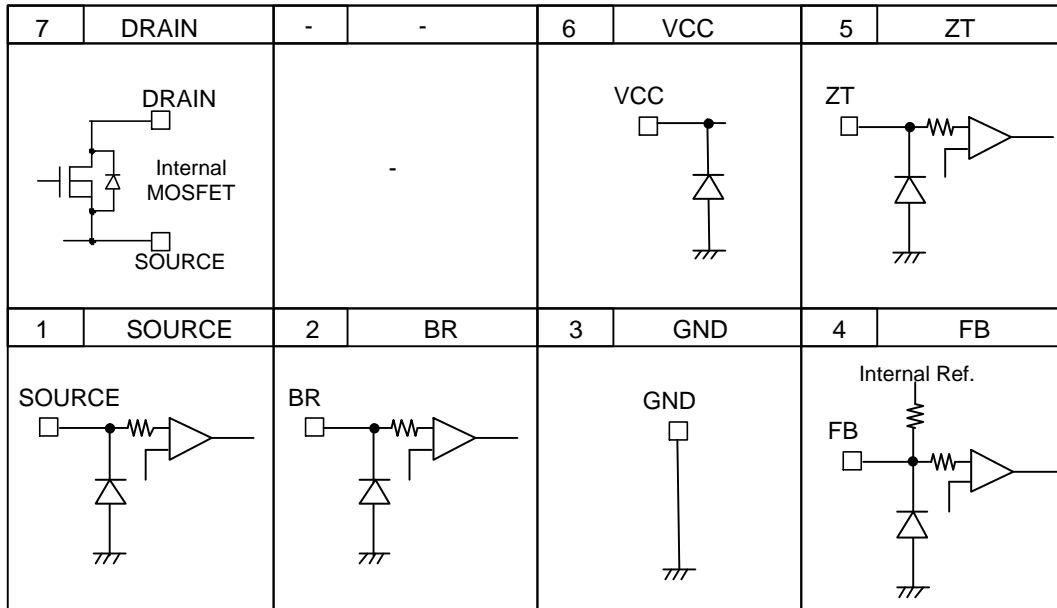 7 DRAIN - - 6 VCC 5 ZT
DRAIN
Internal
MOSFET
SOURCE
-
VCC
ZT
1 SOURCE 2 BR 3 GND 4 FB
SOURCE
BR
GND
Internal Ref.
FB